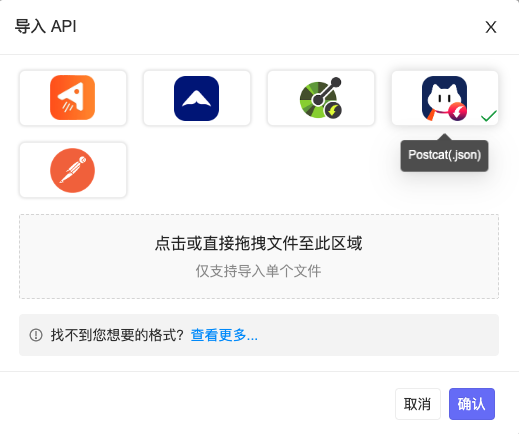 导入 API
X
Postcat(.json)
点击或直接拖拽文件至此区域
仅支持导入单个文件
找不到您想要的格式? 查看更多...
取消 确认